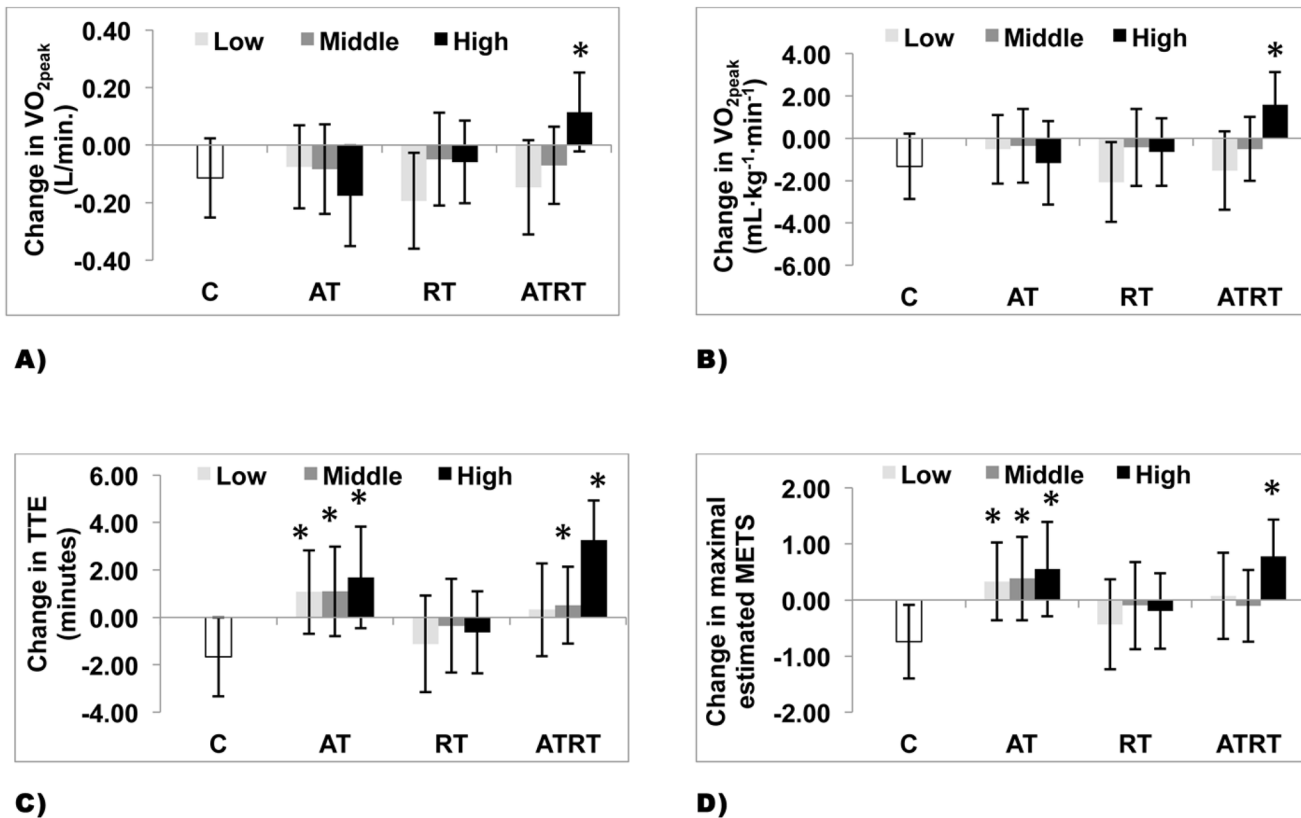 Low Middle High
*
0.40
0.20
0.00
-0.20
-0.40
Change in VO2peak
(L/min.)
C AT RT ATRT
A)
Low Middle High
*
4.00
2.00
0.00
-2.00
-4.00
-6.00
Change in VO2peak
(mL·kg-1·min-1)
C AT RT ATRT
B)
Low Middle High
* * * * *
6.00
4.00
2.00
0.00
-2.00
-4.00
Change in TTE
(minutes)
C AT RT ATRT
C)
Low Middle High
* * * *
2.00
1.00
0.00
-1.00
-2.00
Change in maximal
estimated METS
C AT RT ATRT
D)